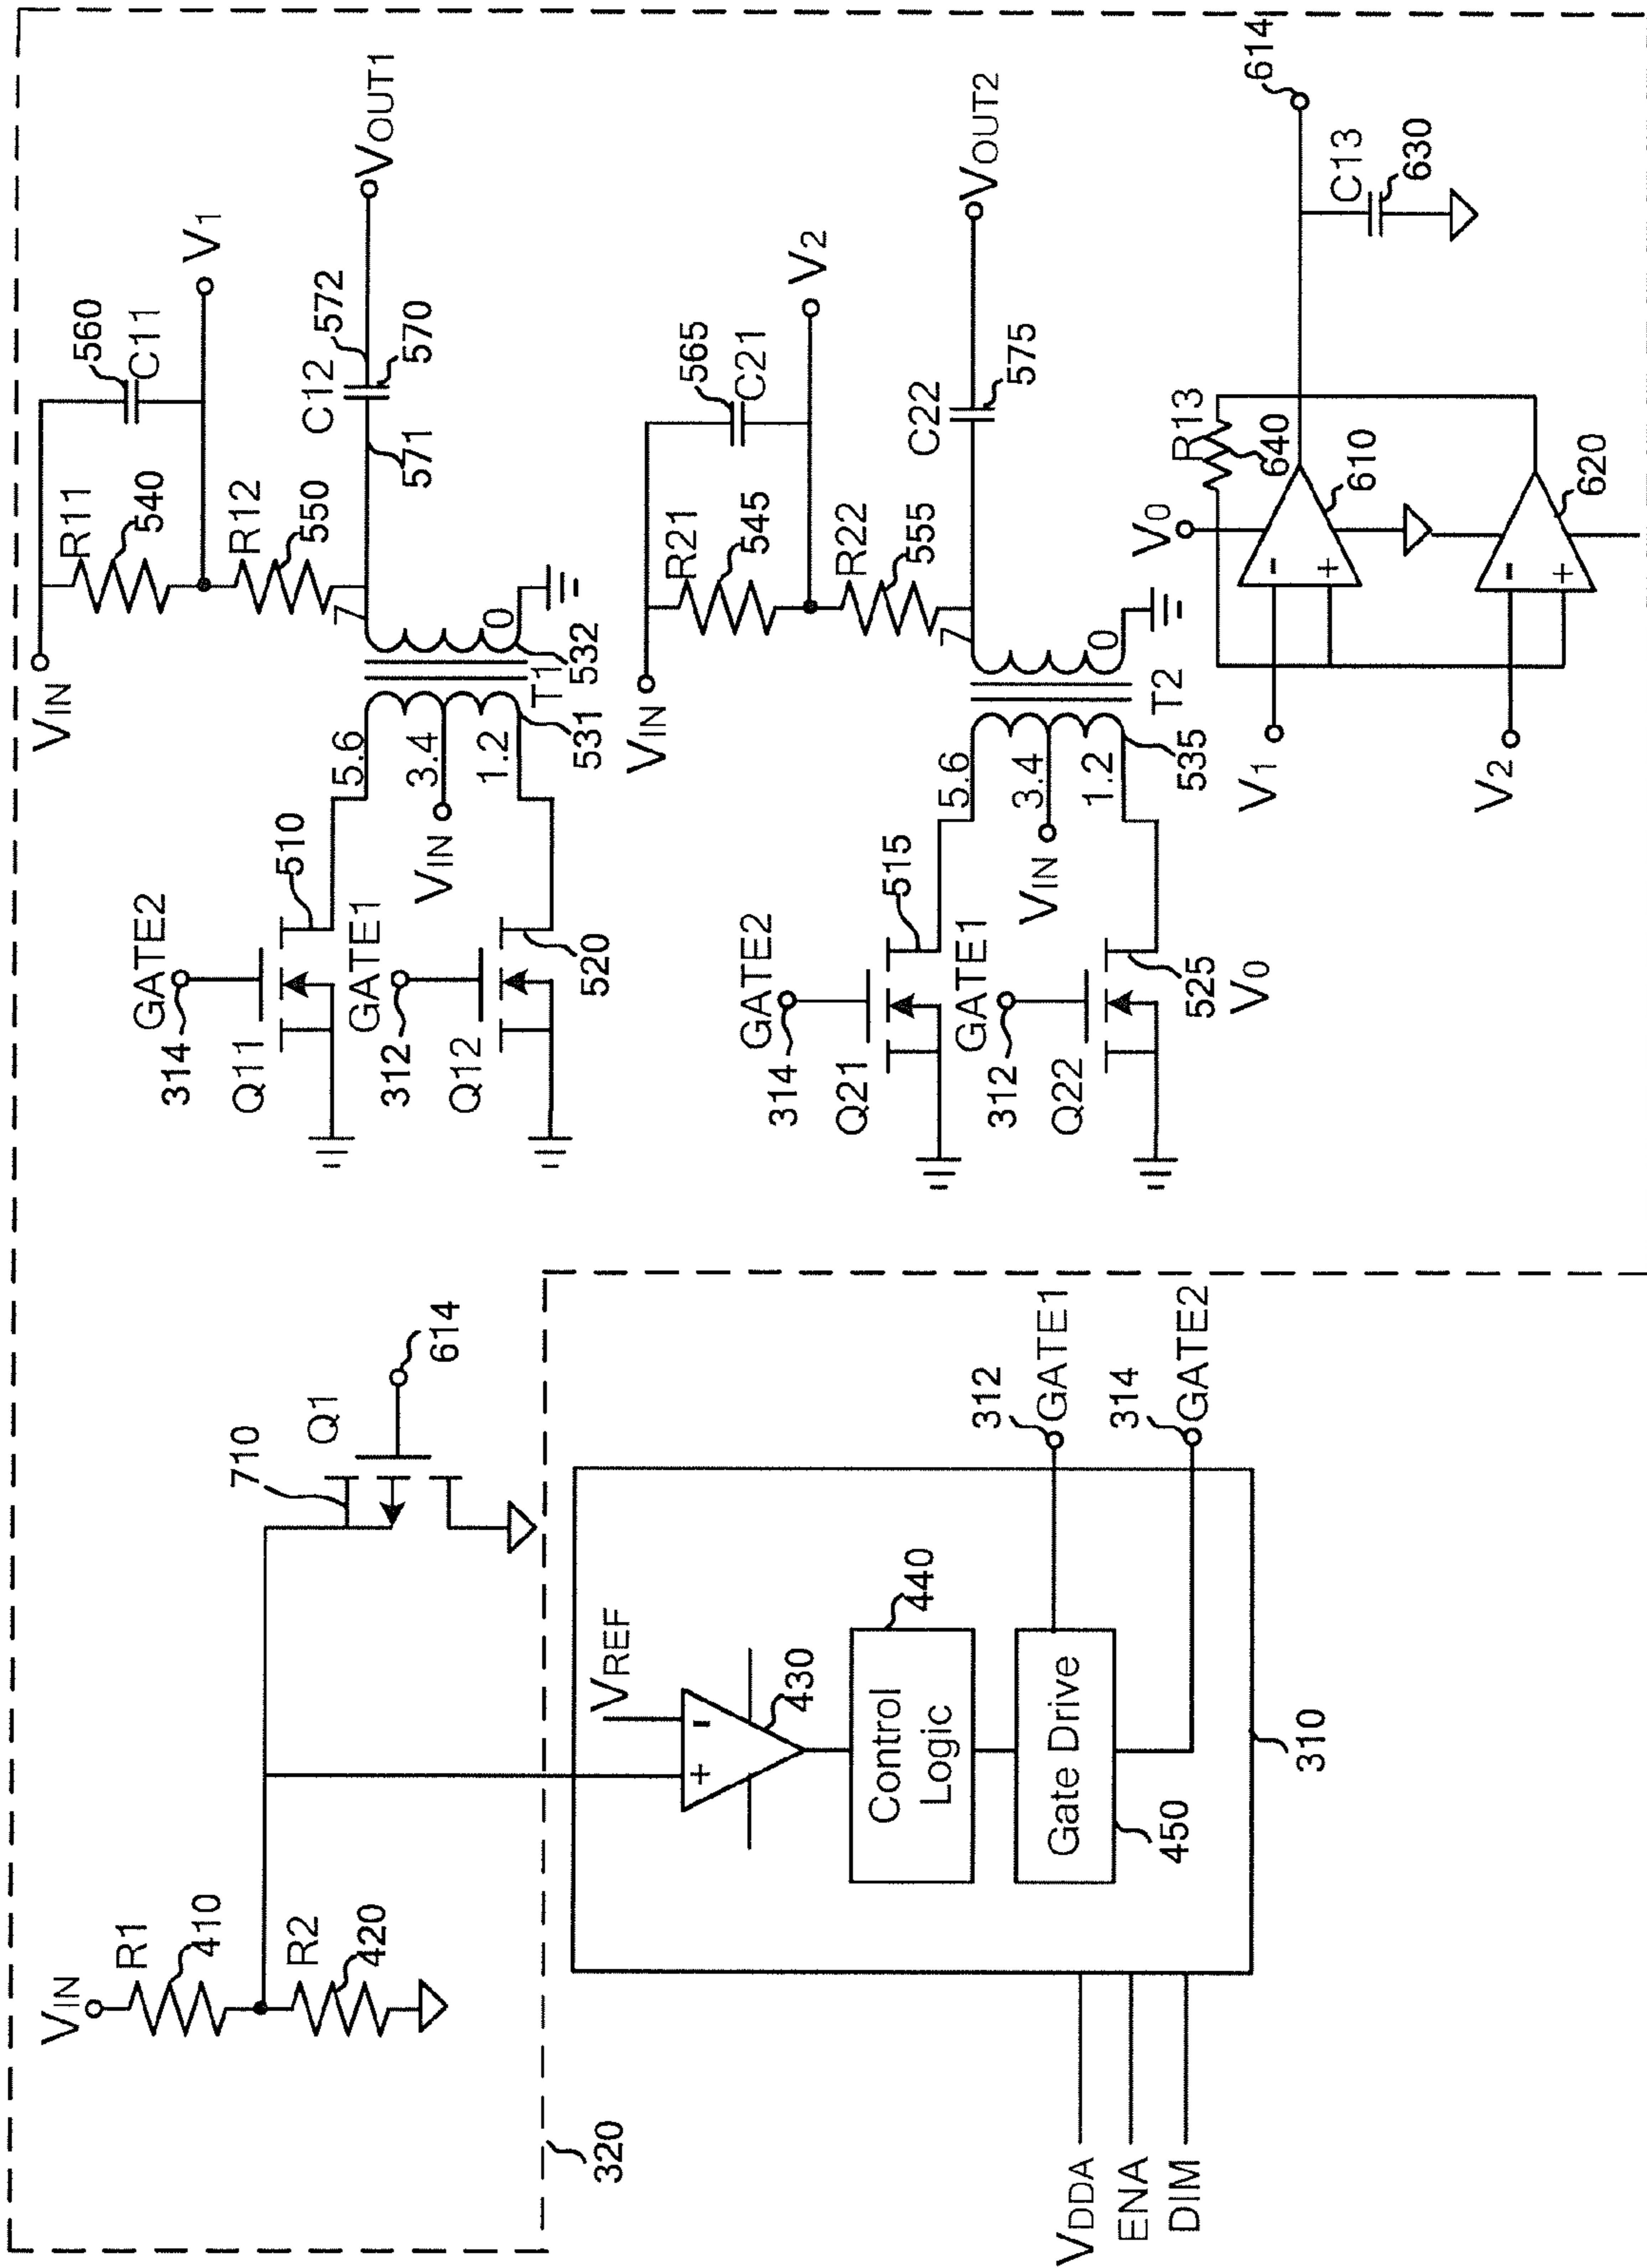 VIN
R1
410
R2
420
710
Q1
614
320
VREF
+
-
430
Control
Logic
440
Gate Drive
450
310
312
GATE1
314
GATE2
VDDA
ENA
DIM
VIN
R11
540
560
C11
V1
R12
550
GATE2
314
Q11
510
5.6
3.4
VIN
1.2
GATE1
312
Q12
520
531
T1
532
7
0
571
C12
572
570
VOUT1
VIN
R21
545
565
C21
V2
R22
555
GATE2
314
Q21
515
5.6
3.4
VIN
1.2
GATE1
312
Q22
525
V0
535
T2
7
0
C22
575
VOUT2
V0
R13
640
V1
-
+
610
V2
-
+
620
614
C13
630